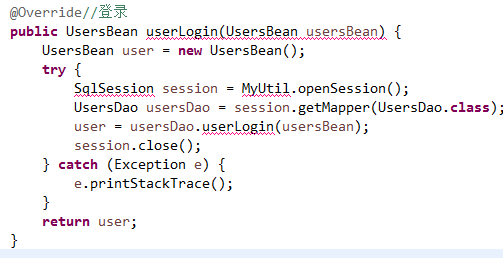 @Override//登录
public UsersBean userLogin(UsersBean usersBean) {
    UsersBean user = new UsersBean();
    try {
        SqlSession session = MyUtil.openSession();
        UsersDao usersDao = session.getMapper(UsersDao.class);
        user = usersDao.userLogin(usersBean);
        session.close();
    } catch (Exception e) {
        e.printStackTrace();
    }
    return user;
}